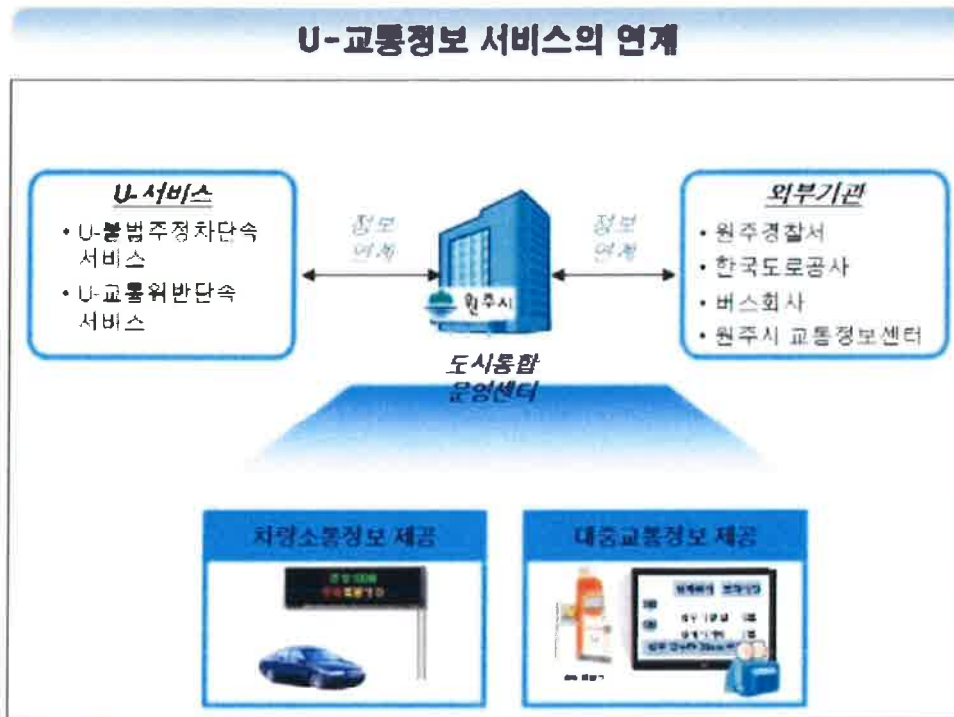 U-교통정보 서비스의 연계
U-서비스
• U-불법주정차단속
서비스
• U-교통위반단속
서비스
정보
연계
원주시
정보
연계
외부기관
• 원주경찰서
• 한국도로공사
• 버스회사
• 원주시 교통정보센터
도시통합
운영센터
차량소통정보 제공
대중교통정보 제공